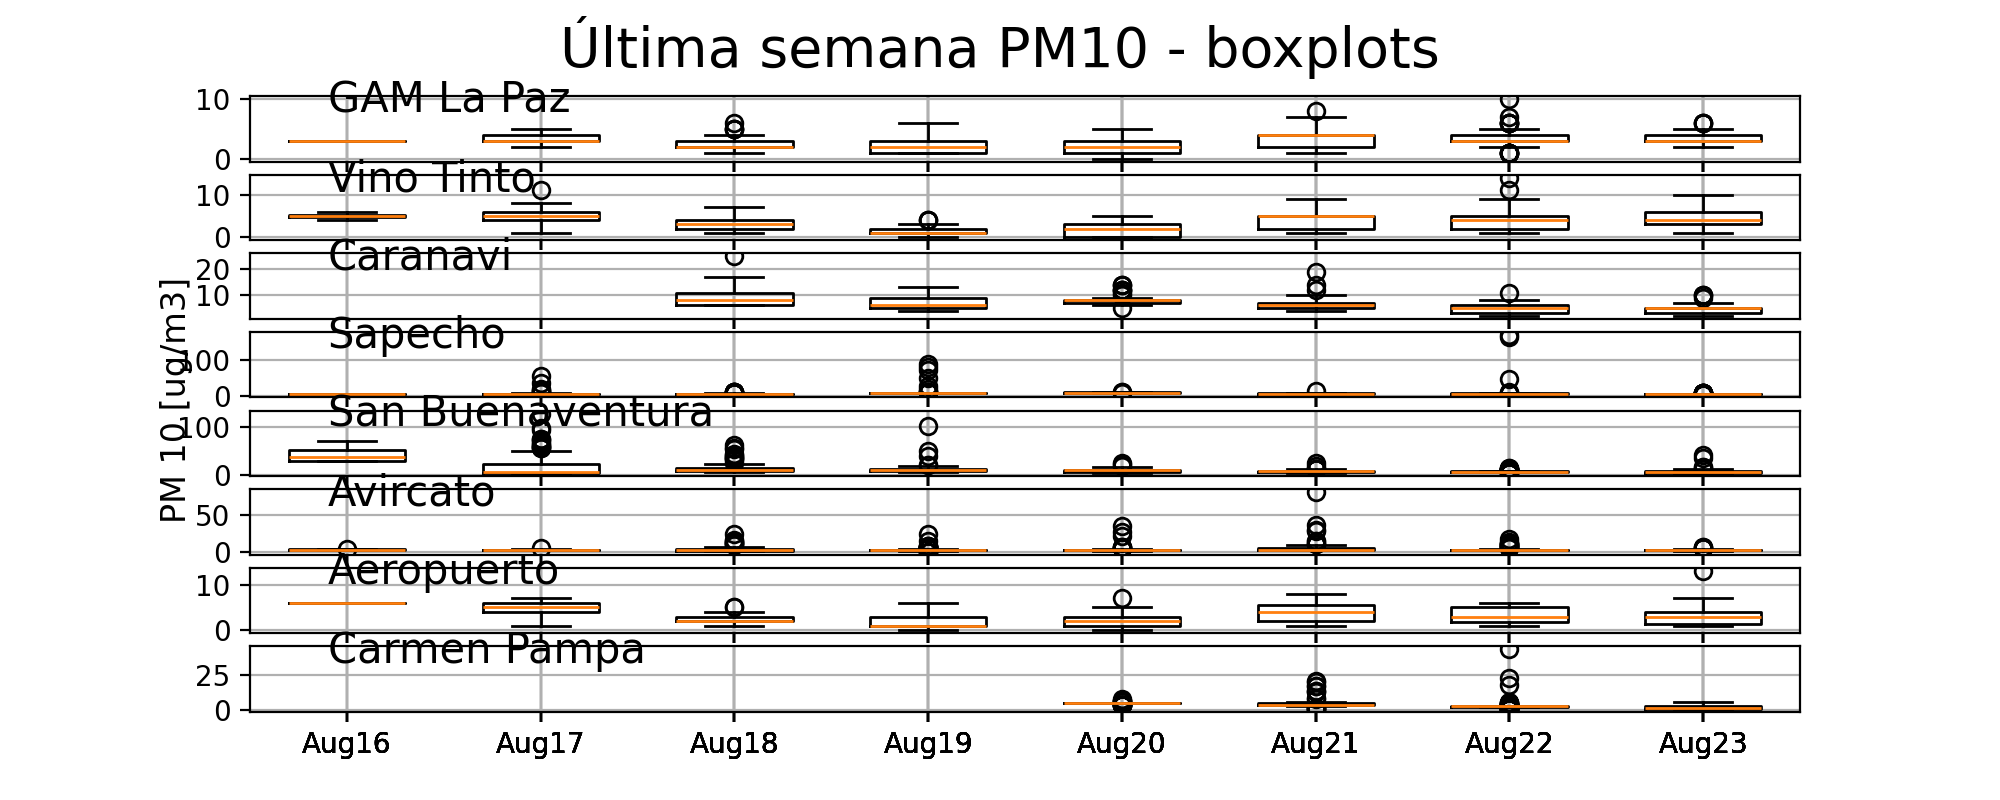 Última semana PM10 - boxplots
GAM La Paz
10
0
Vino Tinto
10
0
Caranavi
20
10
Sapecho
100
0
San Buenaventura
100
0
Avircato
50
0
Aeropuerto
10
0
Carmen Pampa
25
0
PM 10 [ug/m3]
Aug16 Aug17 Aug18 Aug19 Aug20 Aug21 Aug22 Aug23